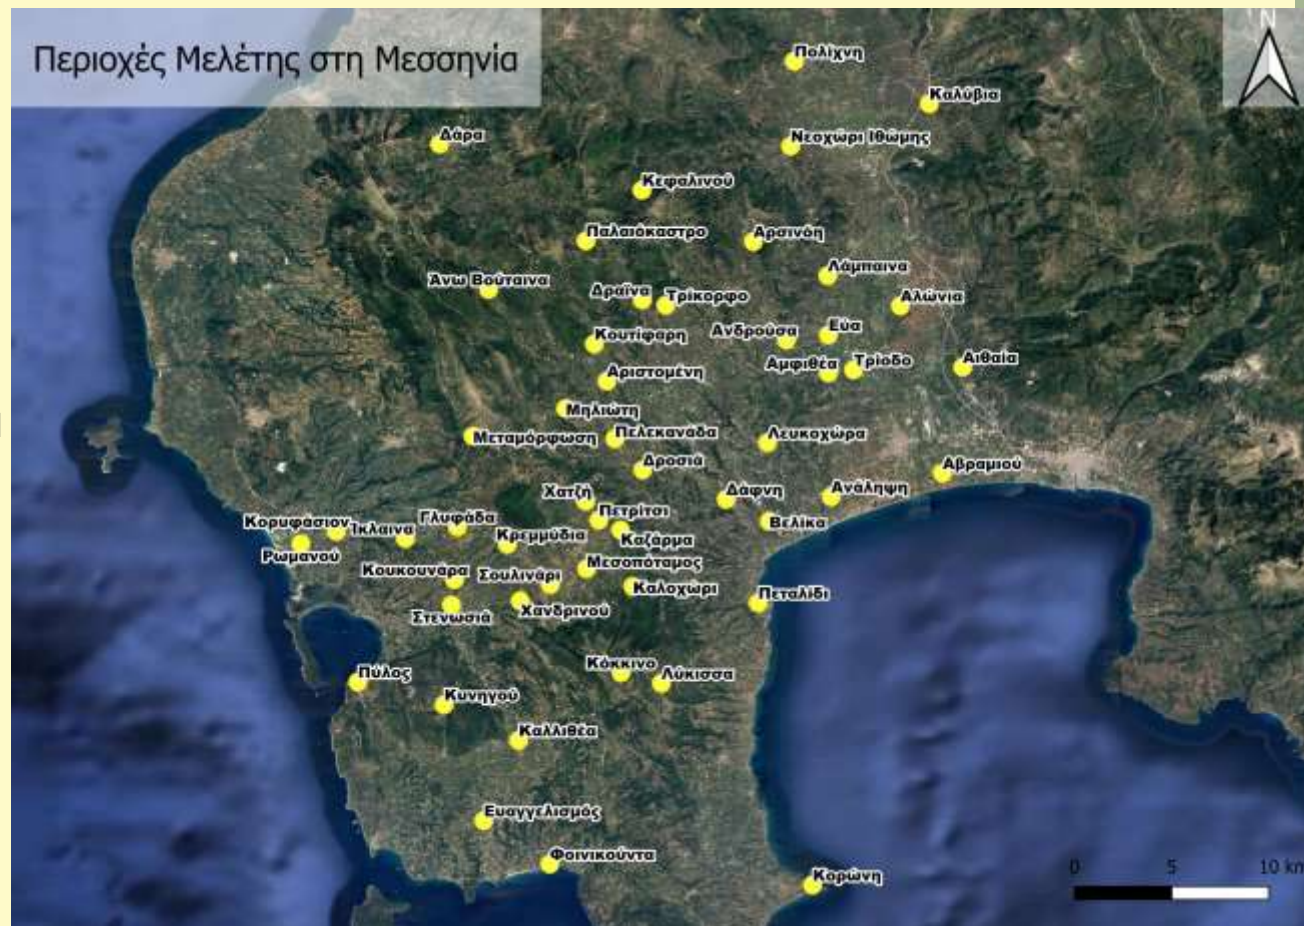 Περιοχές Μελέτης στη Μεσσηνία
N
Πολίχνη
Καλύβια
Δάρα
Νεοχώρι Ιθώμης
Κεφαλινού
Παλαιόκαστρο
Αρσινόη
Λάμπαινα
Άνω Βούταινα
Δραΐνα
Τρίκορφο
Αλώνια
Ανδρούσα
Εύα
Κουτίφαρη
Αμφιθέα
Τρίοδο
Αιθαία
Αριστομένη
Μηλιώτη
Μεταμόρφωση
Πελεκανάδα
Λευκοχώρα
Δροσιά
Αβραμιού
Χατζή
Δάφνη
Ανάληψη
Πετρίτσι
Βελίκα
Κορυφάσιον
Ίκλαινα
Γλυφάδα
Κρεμμύδια
Καζάρμα
Ρωμανού
Κουκουνάρα
Σουλινάρι
Μεσοπόταμος
Καλοχώρι
Στενωσιά
Χανδρινού
Πεταλίδι
Κόκκινο
Λύκισσα
Πύλος
Κυνηγού
Καλλιθέα
Ευαγγελισμός
Φοινικούντα
Κορώνη
0 5 10 km